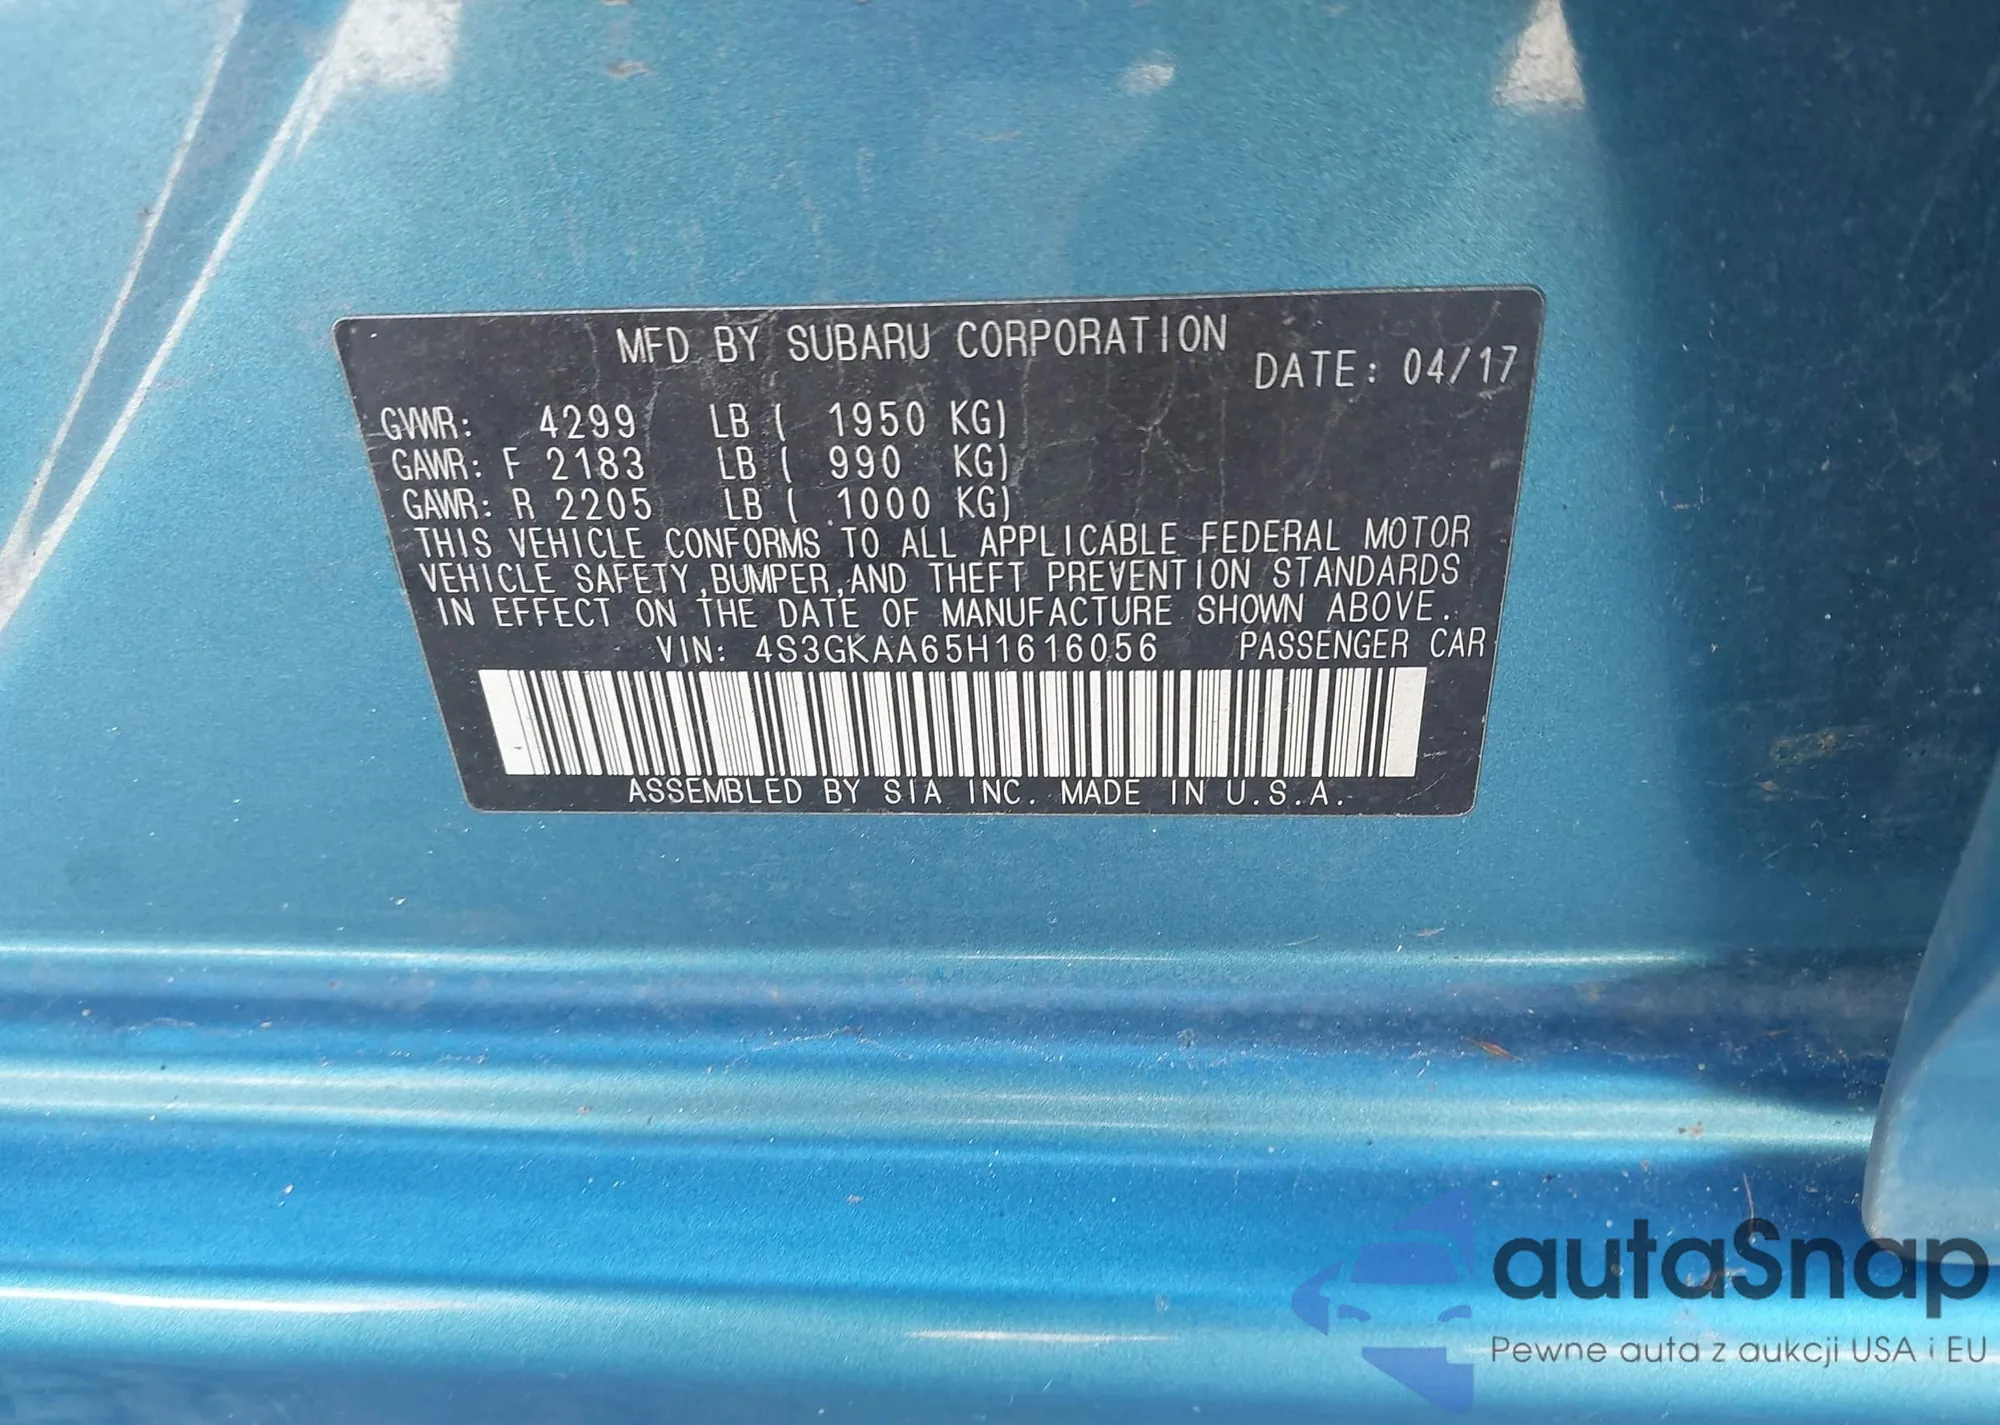 MFD BY SUBARU CORPORATION
DATE: 04/17
GVWR: 4299 LB ( 1950 KG)
GAWR: F 2183 LB ( 990 KG)
GAWR: R 2205 LB ( 1000 KG)
THIS VEHICLE CONFORMS TO ALL APPLICABLE FEDERAL MOTOR
VEHICLE SAFETY,BUMPER,AND THEFT PREVENTION STANDARDS
IN EFFECT ON THE DATE OF MANUFACTURE SHOWN ABOVE.
VIN: 4S3GKAA65H1616056 PASSENGER CAR
ASSEMBLED BY SIA INC. MADE IN U.S.A.
autaSnap
Pewne auta z aukcji USA i EU